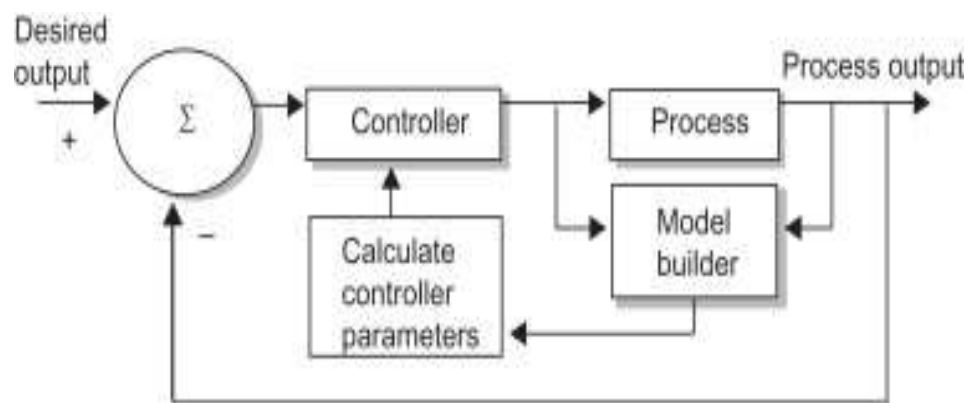 Desired
output
+
Σ
−
Controller
Process
Process output
Calculate
controller
parameters
Model
builder